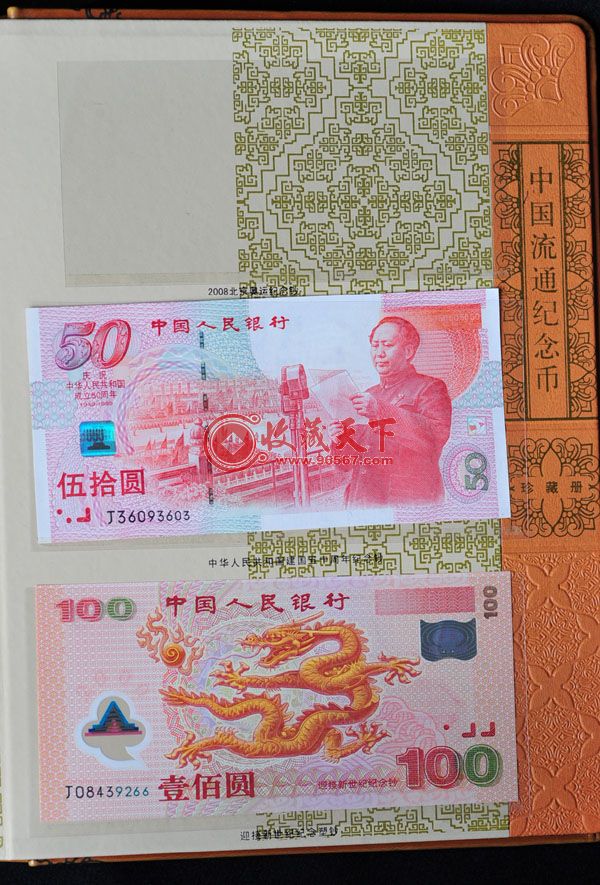 2008北京奥运纪念钞
50
中国人民银行
庆祝
中华人民共和国
成立50周年
1949-1999
伍拾圆
J36093603
50
收藏天下
www.96567.com
中华人民共和国建国五十周年纪念钞
100
中国人民银行
100
J08439266
壹佰圆
迎接新世纪纪念钞
100
迎接新世纪纪念塑钞
中国流通纪念币
珍藏册